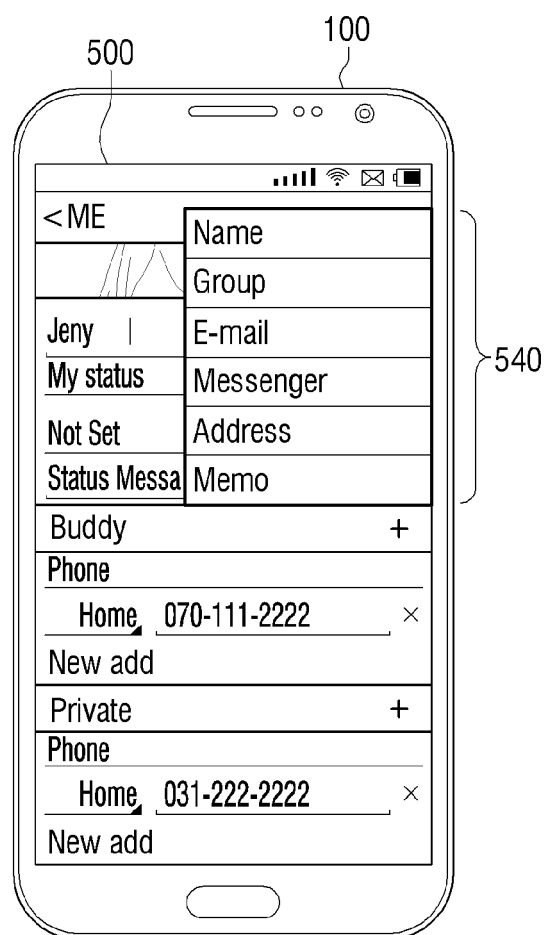 100
500
<ME
Name
Group
Jeny
E-mail
540
My status
Messenger
Not Set
Address
Status Messa
Memo
Buddy +
Phone
Home 070-111-2222 ×
New add
Private +
Phone
Home 031-222-2222 ×
New add